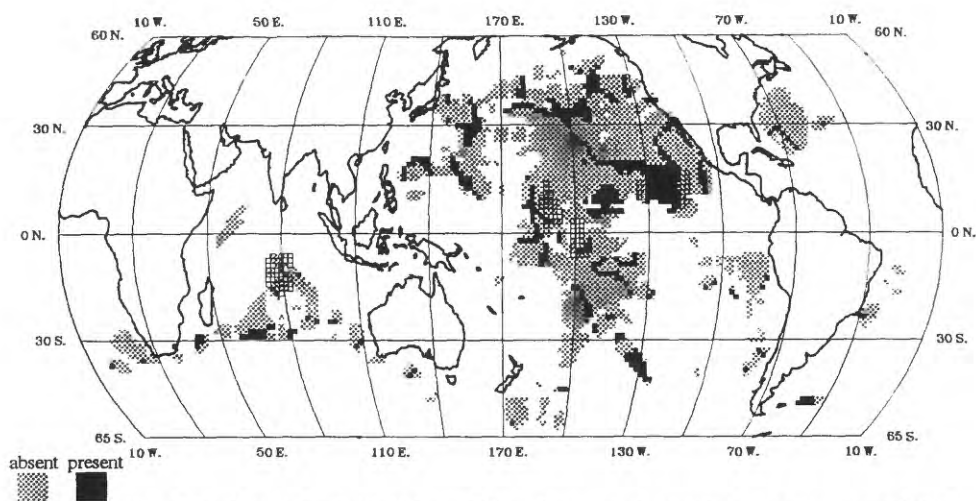 10 W. 50 E. 110 E. 170 E. 130 W. 70 W. 10 W.
60 N. 60 N.
30 N. 30 N.
0 N. 0 N.
30 S. 30 S.
65 S. 65 S.
10 W. 50 E. 110 E. 170 E. 130 W. 70 W. 10 W.
absent present